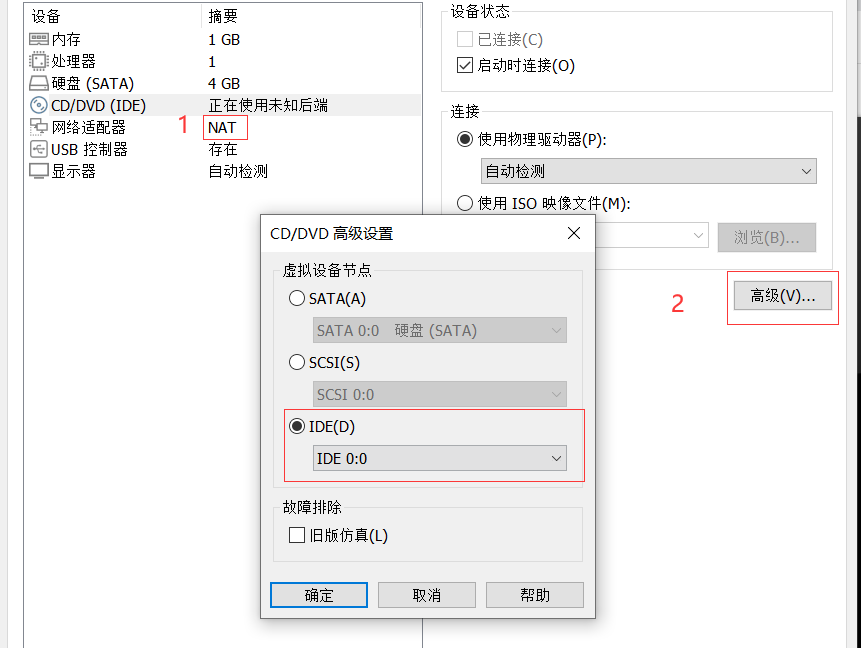 设备 摘要
内存 1 GB
处理器 1
硬盘 (SATA) 4 GB
CD/DVD (IDE) 正在使用未知后端
网络适配器 1 NAT
USB 控制器 存在
显示器 自动检测
设备状态
已连接(C)
启动时连接(O)
连接
使用物理驱动器(P):
自动检测
使用 ISO 映像文件(M):
浏览(B)...
2 高级(V)...
CD/DVD 高级设置
虚拟设备节点
SATA(A)
SATA 0:0 硬盘 (SATA)
SCSI(S)
SCSI 0:0
IDE(D)
IDE 0:0
故障排除
旧版仿真(L)
确定 取消 帮助